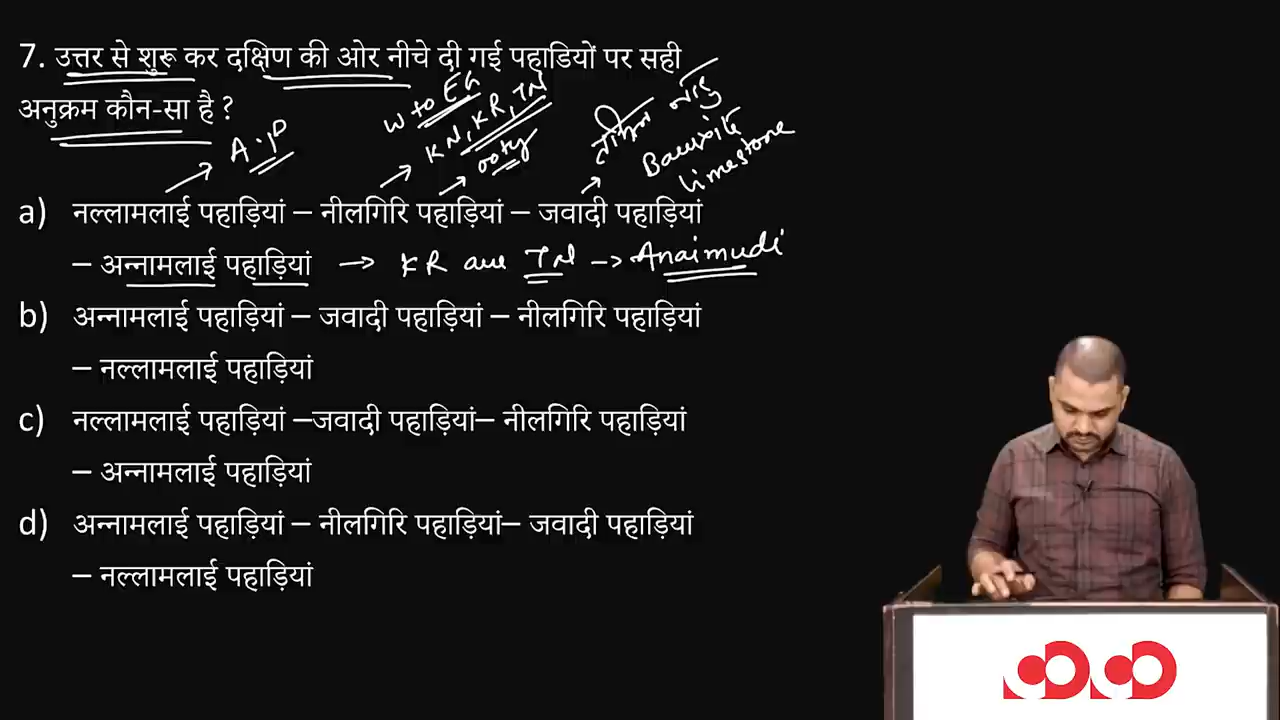 7. उत्तर से शुरू कर दक्षिण की ओर नीचे दी गई पहाडियों पर सही
अनुक्रम कौन-सा है ?
A.P
W to EG
KN, KR, TN
ooty
तमिल नाडु
Bauxite
limestone
a) नल्लामलाई पहाड़ियां – नीलगिरि पहाड़ियां – जवादी पहाड़ियां
– अन्नामलाई पहाड़ियां → KR and TN → Anaimudi
b) अन्नामलाई पहाड़ियां – जवादी पहाड़ियां – नीलगिरि पहाड़ियां
– नल्लामलाई पहाड़ियां
c) नल्लामलाई पहाड़ियां –जवादी पहाड़ियां– नीलगिरि पहाड़ियां
– अन्नामलाई पहाड़ियां
d) अन्नामलाई पहाड़ियां – नीलगिरि पहाड़ियां– जवादी पहाड़ियां
– नल्लामलाई पहाड़ियां